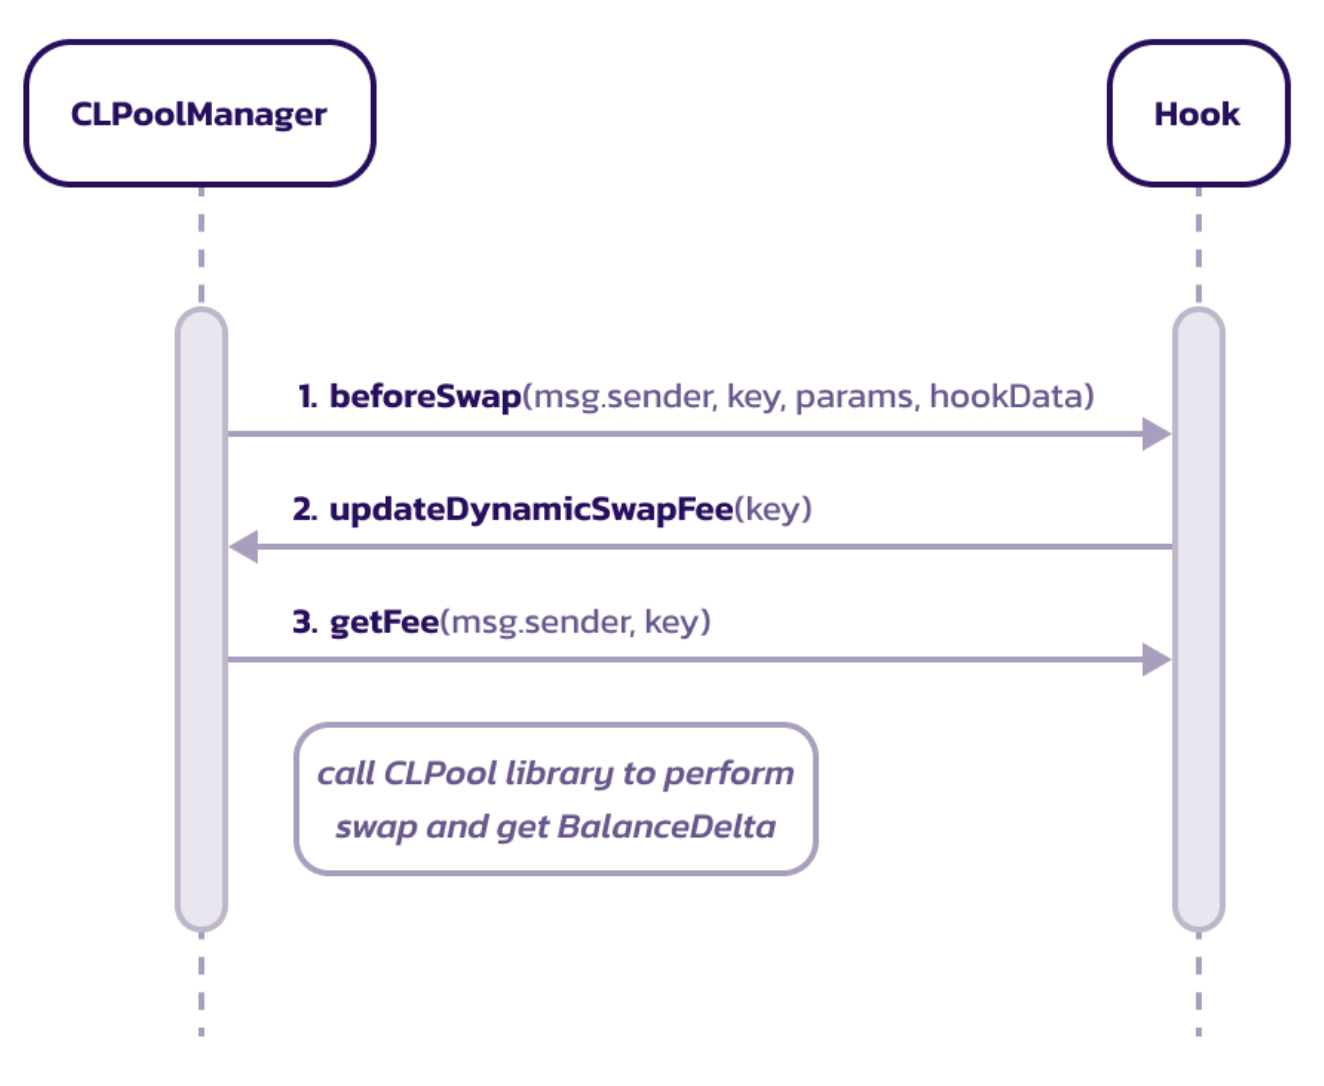 CLPoolManager
Hook
1. beforeSwap(msg.sender, key, params, hookData)
2. updateDynamicSwapFee(key)
3. getFee(msg.sender, key)
call CLPool library to perform
swap and get BalanceDelta